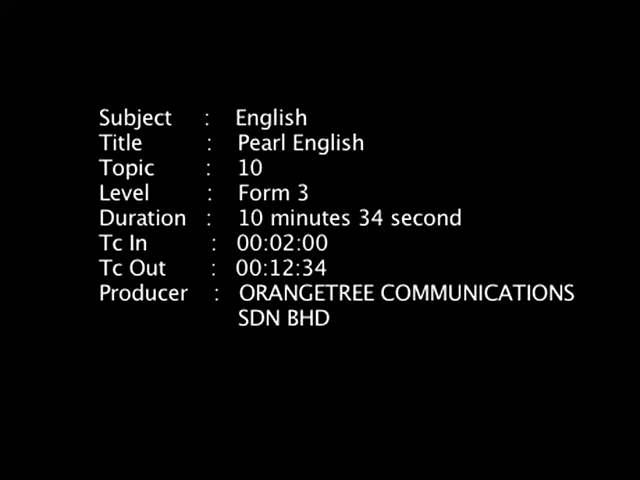 Subject : English
Title : Pearl English
Topic : 10
Level : Form 3
Duration : 10 minutes 34 second
Tc In : 00:02:00
Tc Out : 00:12:34
Producer : ORANGETREE COMMUNICATIONS
SDN BHD